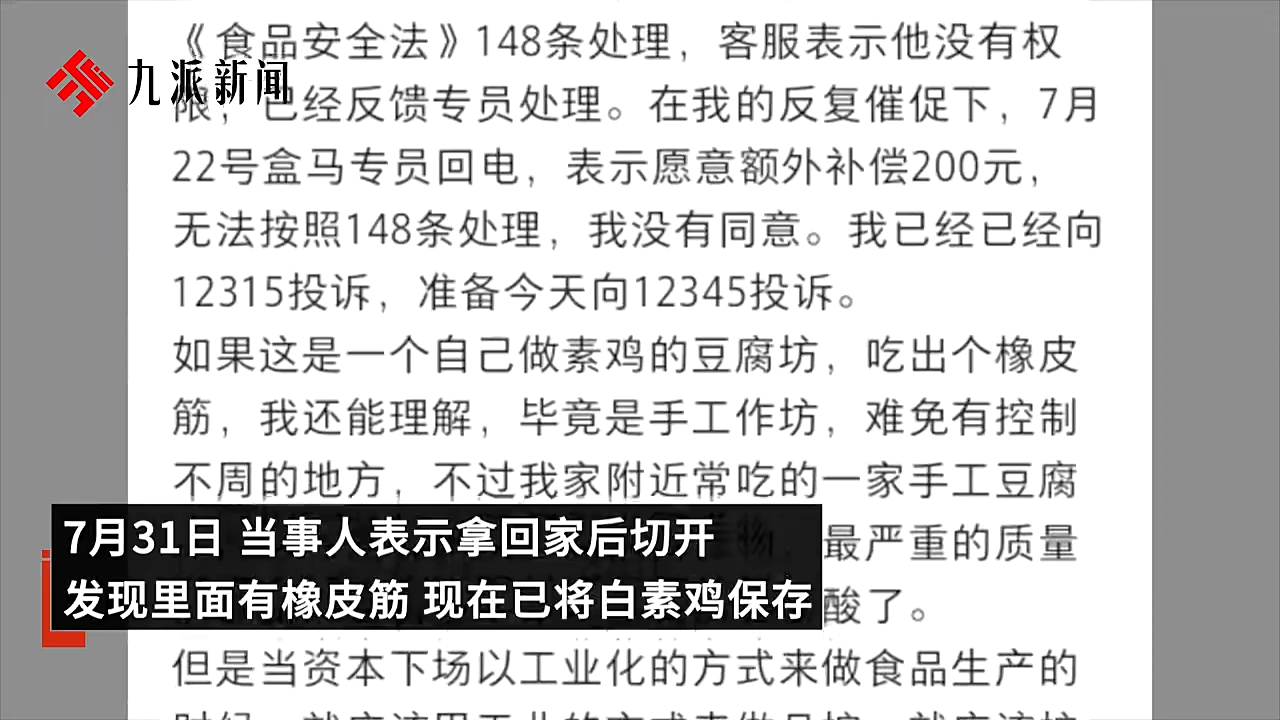 《食品安全法》148条处理，客服表示他没有权
九派新闻
限，已经反馈专员处理。在我的反复催促下，7月
22号盒马专员回电，表示愿意额外补偿200元，
无法按照148条处理，我没有同意。我已经已经向
12315投诉，准备今天向12345投诉。
如果这是一个自己做素鸡的豆腐坊，吃出个橡皮
筋，我还能理解，毕竟是手工作坊，难免有控制
不周的地方，不过我家附近常吃的一家手工豆腐
物，最严重的质量
酸了。
7月31日 当事人表示拿回家后切开
发现里面有橡皮筋 现在已将白素鸡保存
但是当资本下场以工业化的方式来做食品生产的